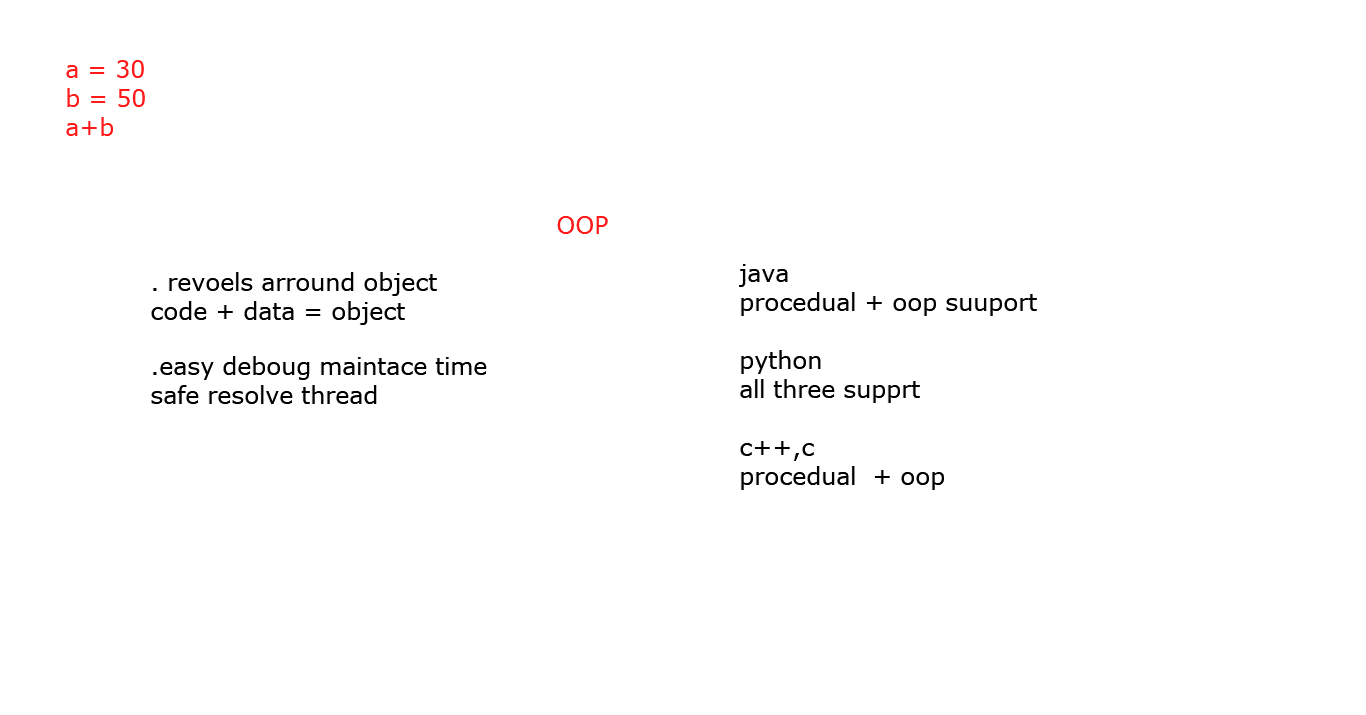 a = 30
b = 50
a+b
OOP
. revoels arround object
code + data = object
.easy deboug maintace time
safe resolve thread
java
procedual + oop suuport
python
all three supprt
c++,c
procedual  + oop